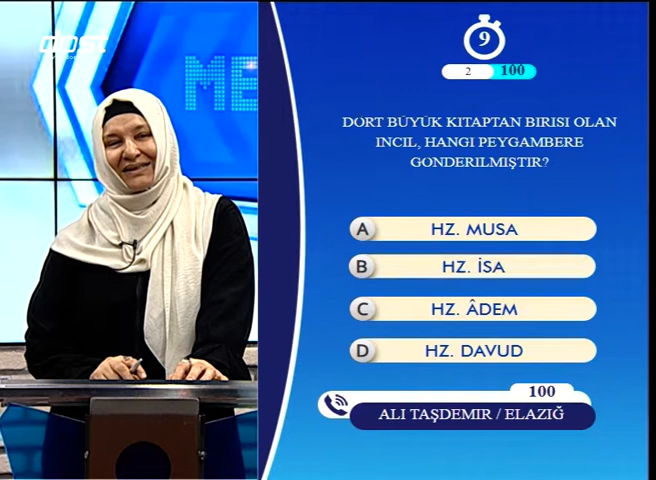 dost
ME
9
2 100
DORT BÜYÜK KITAPTAN BIRISI OLAN
INCIL, HANGI PEYGAMBERE
GONDERILMIŞTIR?
A HZ. MUSA
B HZ. İSA
C HZ. ÂDEM
D HZ. DAVUD
100
ALI TAŞDEMIR / ELAZIĞ